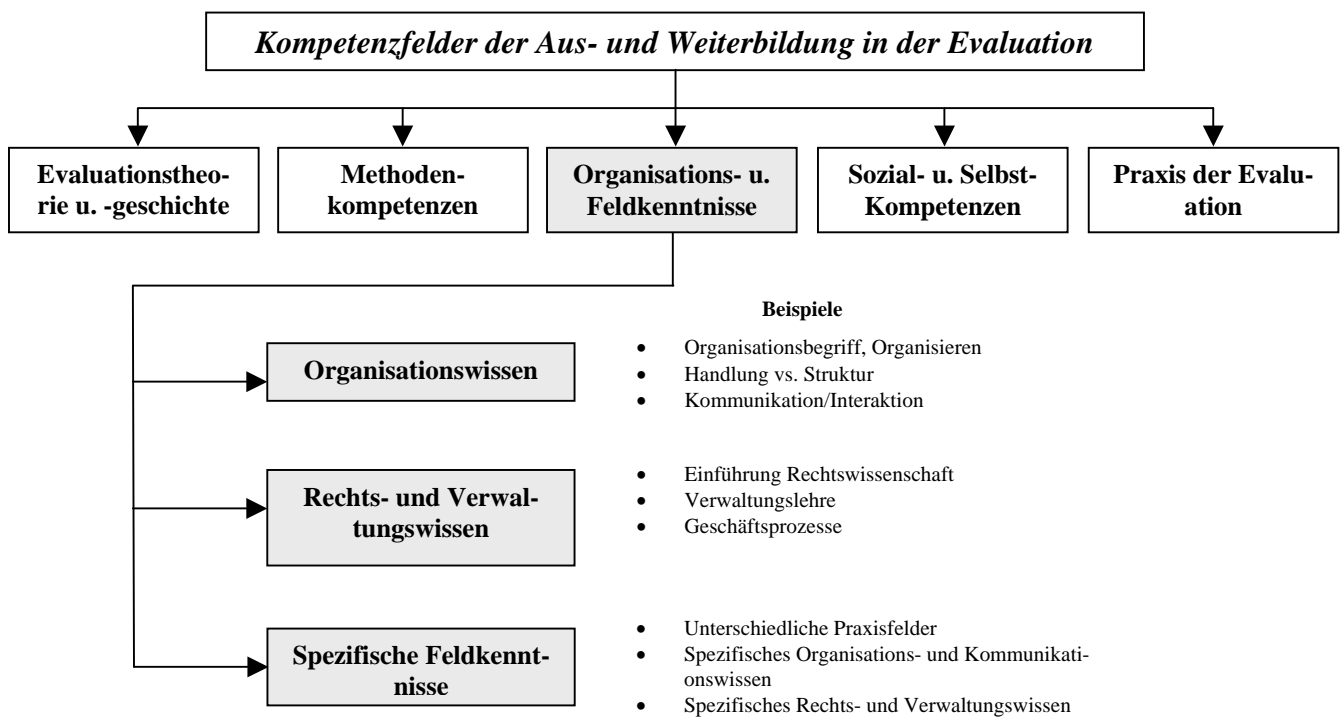 Kompetenzfelder der Aus- und Weiterbildung in der Evaluation
Evaluationstheo-
rie u. -geschichte
Methoden-
kompetenzen
Organisations- u.
Feldkenntnisse
Sozial- u. Selbst-
Kompetenzen
Praxis der Evalu-
ation
Beispiele
Organisationswissen
• Organisationsbegriff, Organisieren
• Handlung vs. Struktur
• Kommunikation/Interaktion
Rechts- und Verwal-
tungswissen
• Einführung Rechtswissenschaft
• Verwaltungslehre
• Geschäftsprozesse
Spezifische Feldkennt-
nisse
• Unterschiedliche Praxisfelder
• Spezifisches Organisations- und Kommunikati-
onswissen
• Spezifisches Rechts- und Verwaltungswissen